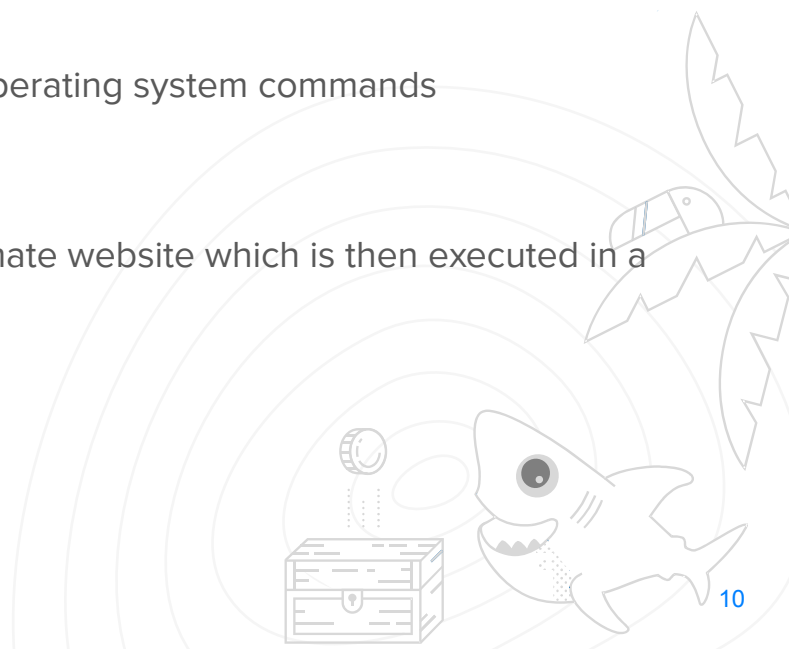 perating system commands
nate website which is then executed in a
10